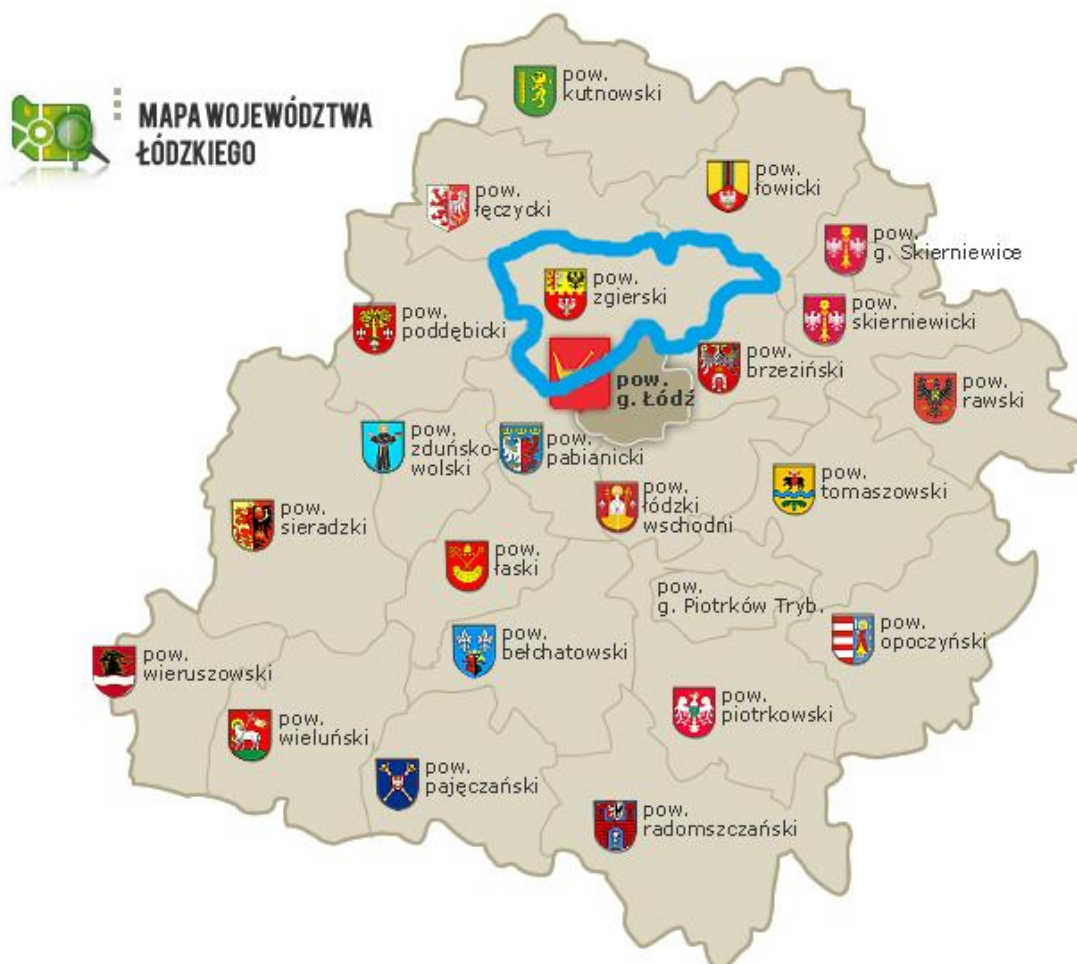 MAPA WOJEWÓDZTWA
ŁÓDZKIEGO
pow.
kutnowski
pow.
łowicki
pow.
łęczycki
pow.
g. Skierniewice
pow.
zgierski
pow.
skierniewicki
pow.
poddębicki
pow.
brzeziński
pow.
g. Łódź
pow.
rawski
pow.
zduńsko-
wolski
pow.
pabianicki
pow.
tomaszowski
pow.
łódzki
wschodni
pow.
sieradzki
pow.
łaski
pow.
g. Piotrków Tryb.
pow.
opoczyński
pow.
bełchatowski
pow.
wieruszowski
pow.
piotrkowski
pow.
wieluński
pow.
pajęczański
pow.
radomszczański